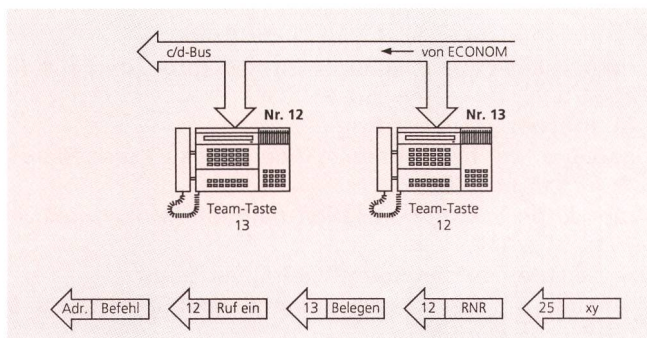 c/d-Bus
von ECONOM
Nr. 12
Nr. 13
Team-Taste
13
Team-Taste
12
Adr. Befehl
12 Ruf ein
13 Belegen
12 RNR
25 xy